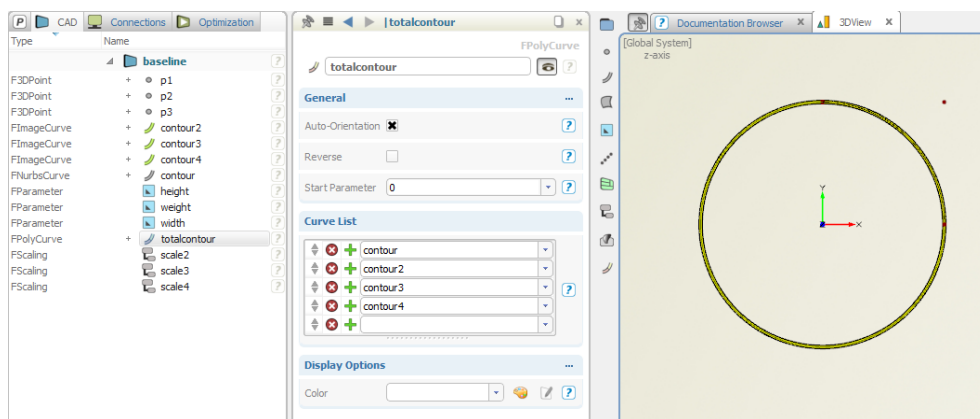 P CAD Connections Optimization
Type Name
baseline ?
F3DPoint + p1 ?
F3DPoint + p2 ?
F3DPoint + p3 ?
FImageCurve + contour2 ?
FImageCurve + contour3 ?
FImageCurve + contour4 ?
FNurbsCurve + contour ?
FParameter height ?
FParameter weight ?
FParameter width ?
FPolyCurve + totalcontour ?
FScaling scale2 ?
FScaling scale3 ?
FScaling scale4 ?
|totalcontour x
FPolyCurve
totalcontour ?
General ...
Auto-Orientation ?
Reverse ?
Start Parameter 0 ?
Curve List
contour
contour2
contour3 ?
contour4
Display Options ...
Color ?
? Documentation Browser X 3DView X
[Global System]
z-axis
Y
X